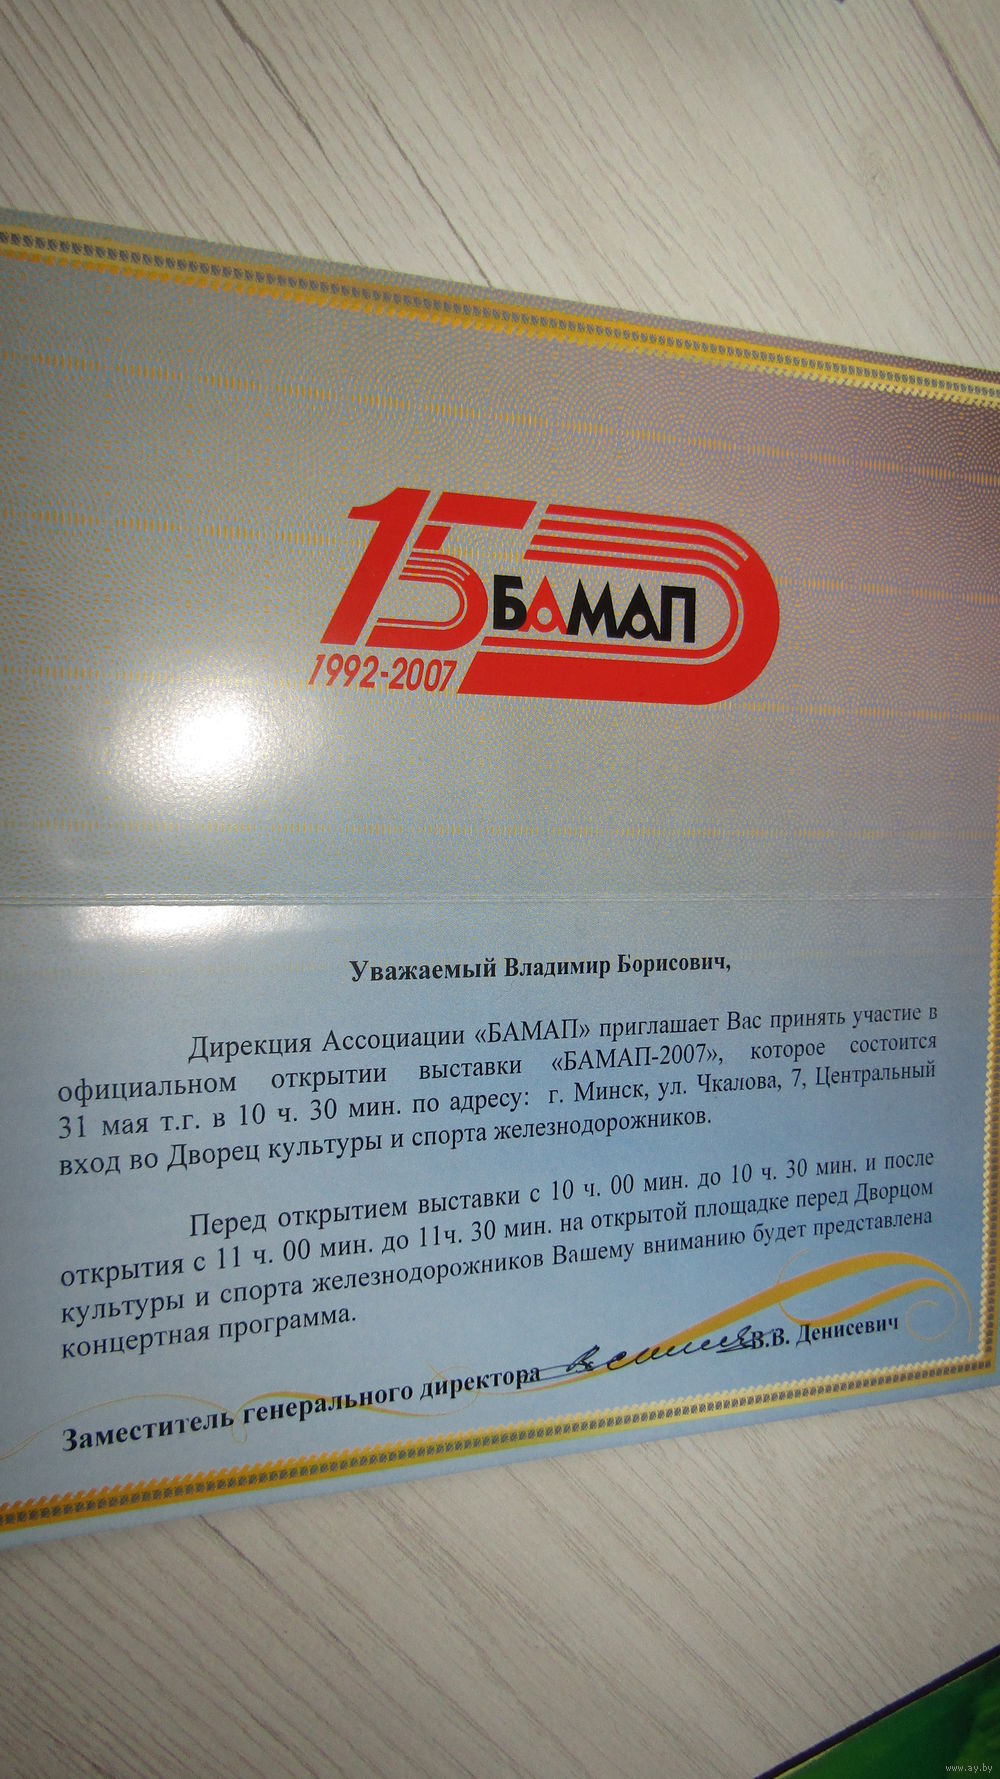 15 БАМАП
1992-2007
Уважаемый Владимир Борисович,
Дирекция Ассоциации «БАМАП» приглашает Вас принять участие в
официальном открытии выставки «БАМАП-2007», которое состоится
31 мая т.г. в 10 ч. 30 мин. по адресу: г. Минск, ул. Чкалова, 7, Центральный
вход во Дворец культуры и спорта железнодорожников.
Перед открытием выставки с 10 ч. 00 мин. до 10 ч. 30 мин. и после
открытия с 11 ч. 00 мин. до 11ч. 30 мин. на открытой площадке перед Дворцом
культуры и спорта железнодорожников Вашему вниманию будет представлена
концертная программа.
Заместитель генерального директора В.В. Денисевич
www.ay.by